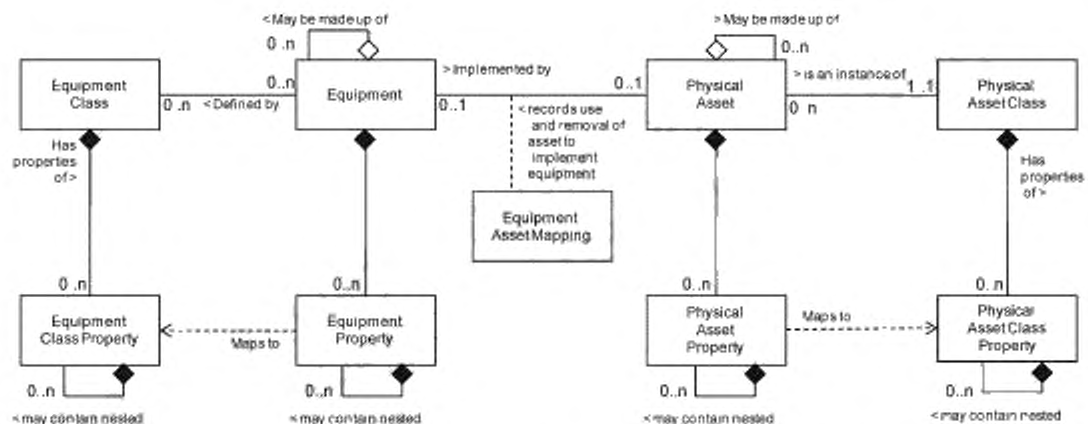 < May be made up of
0 .n
> May be made up of
0..n
Equipment
Class
0 .n
< Defined by
0..n
Equipment
> Implemented by
0..1
0..1
Physical
Asset
> is an instance of
0 n
1 .1
Physical
Asset Class
< records use
and removal of
asset to
implement
equipment
Has
properties
of >
Has
properties
of >
Equipment
Asset Mapping
0 .n
0..n
0..n
0..n
Equipment
Class Property
Maps to
Equipment
Property
Physical
Asset
Property
Maps to
Physical
Asset Class
Property
0..n
0..n
0..n
0..n
< may contain nested
< may contain nested
< may contain nested
< may contain nested